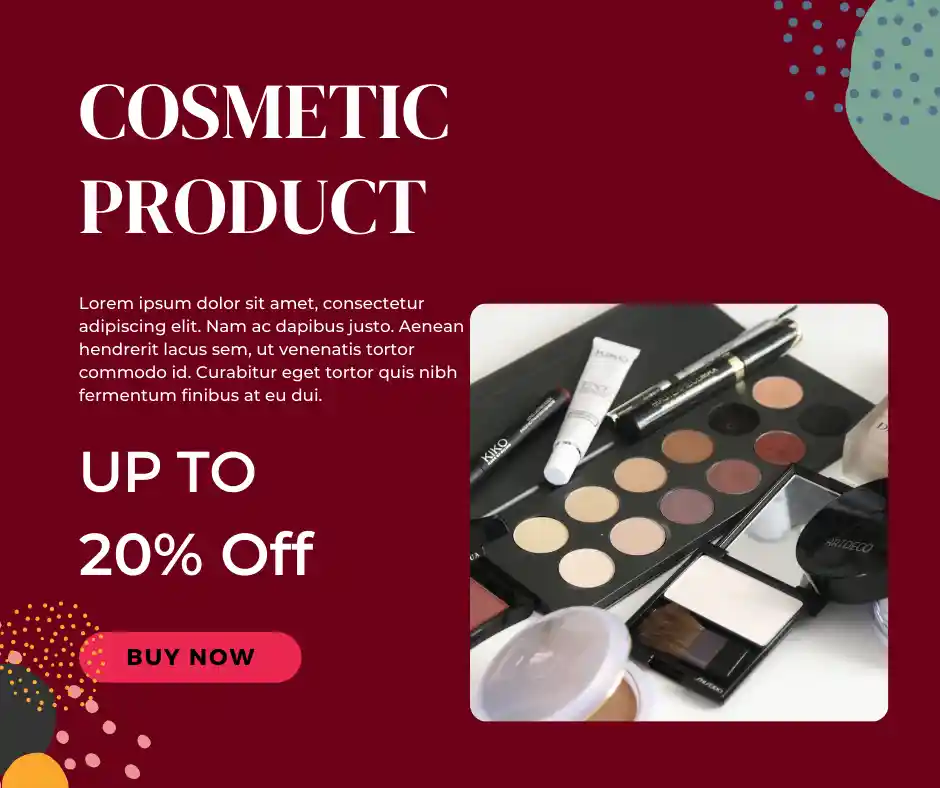 COSMETIC
PRODUCT
Lorem ipsum dolor sit amet, consectetur
adipiscing elit. Nam ac dapibus justo. Aenean
hendrerit lacus sem, ut venenatis tortor
commodo id. Curabitur eget tortor quis nibh
fermentum finibus at eu dui.
UP TO
20% Off
BUY NOW
KIKO
KIKO
ARTDECO
SHISEIDO